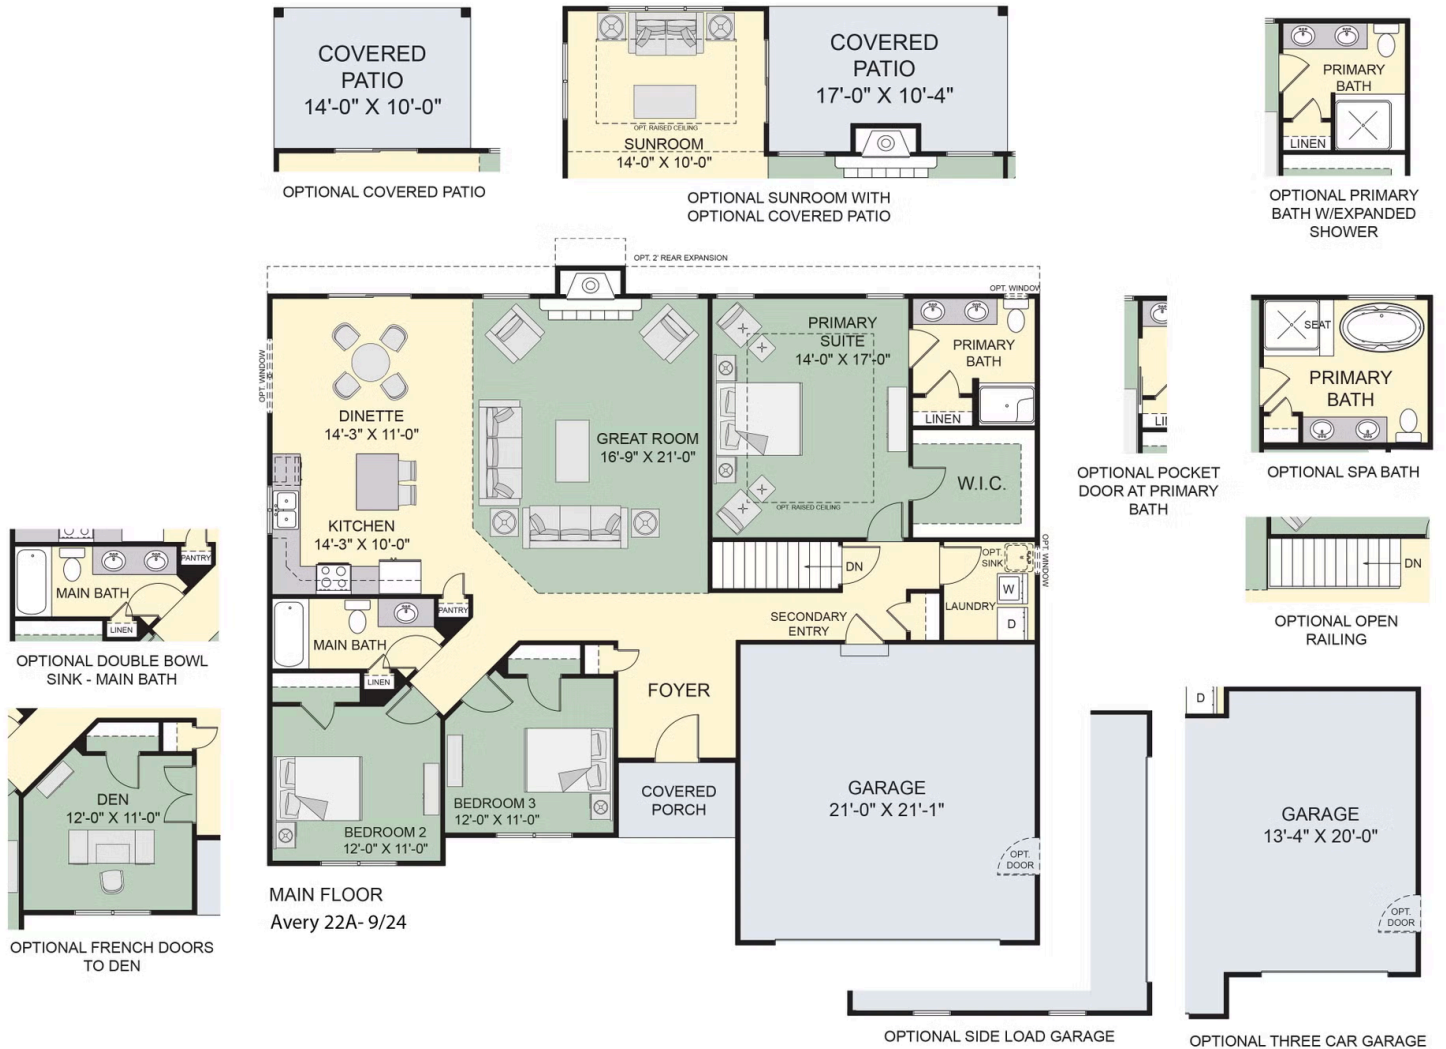 COVERED
PATIO
14'-0" X 10'-0"
OPTIONAL COVERED PATIO
OPT. RAISED CEILING
SUNROOM
14'-0" X 10'-0"
COVERED
PATIO
17'-0" X 10'-4"
OPTIONAL SUNROOM WITH
OPTIONAL COVERED PATIO
PRIMARY
BATH
LINEN
OPTIONAL PRIMARY
BATH W/EXPANDED
SHOWER
OPT. 2' REAR EXPANSION
OPT. WINDOW
OPT. WINDOW
DINETTE
14'-3" X 11'-0"
KITCHEN
14'-3" X 10'-0"
GREAT ROOM
16'-9" X 21'-0"
PRIMARY
SUITE
14'-0" X 17'-0"
OPT. RAISED CEILING
PRIMARY
BATH
LINEN
W.I.C.
DN
OPT.
SINK
OPT. WINDOW
W
LAUNDRY
D
SECONDARY
ENTRY
PANTRY
MAIN BATH
LINEN
FOYER
BEDROOM 2
12'-0" X 11'-0"
BEDROOM 3
12'-0" X 11'-0"
COVERED
PORCH
GARAGE
21'-0" X 21'-1"
OPT.
DOOR
MAIN FLOOR
Avery 22A- 9/24
LI
OPTIONAL POCKET
DOOR AT PRIMARY
BATH
SEAT
PRIMARY
BATH
OPTIONAL SPA BATH
DN
OPTIONAL OPEN
RAILING
PANTRY
MAIN BATH
LINEN
OPTIONAL DOUBLE BOWL
SINK - MAIN BATH
DEN
12'-0" X 11'-0"
OPTIONAL FRENCH DOORS
TO DEN
OPTIONAL SIDE LOAD GARAGE
D
GARAGE
13'-4" X 20'-0"
OPT.
DOOR
OPTIONAL THREE CAR GARAGE